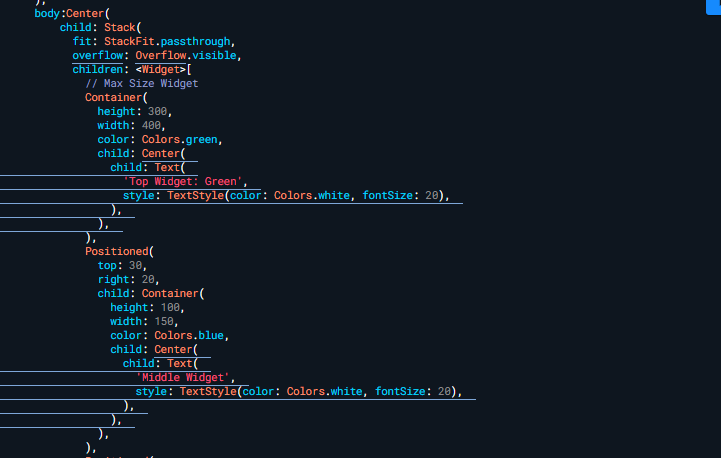 ),
body:Center(
child: Stack(
fit: StackFit.passthrough,
overflow: Overflow.visible,
children: <Widget>[
// Max Size Widget
Container(
height: 300,
width: 400,
color: Colors.green,
child: Center(
child: Text(
'Top Widget: Green',
style: TextStyle(color: Colors.white, fontSize: 20),
),
),
),
Positioned(
top: 30,
right: 20,
child: Container(
height: 100,
width: 150,
color: Colors.blue,
child: Center(
child: Text(
'Middle Widget',
style: TextStyle(color: Colors.white, fontSize: 20),
),
),
),
),